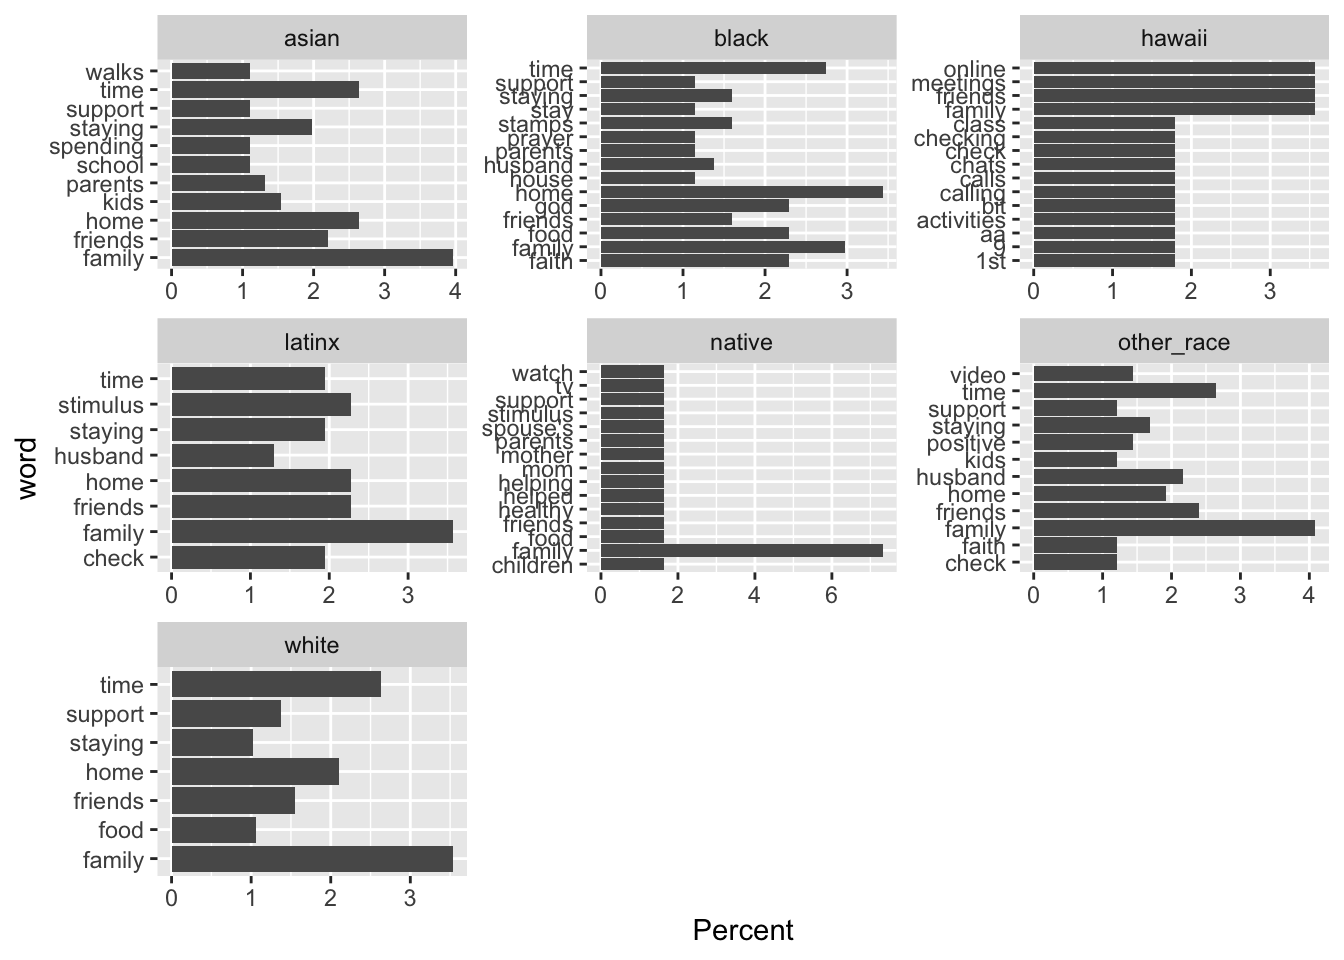 asian
walks
time
support
staying
spending
school
parents
kids
home
friends
family
0 1 2 3 4
black
time
support
staying
stay
stamps
prayer
parents
husband
house
home
god
friends
food
family
faith
0 1 2 3
hawaii
online
meetings
friends
family
class
checking
check
chats
calls
calling
bit
activities
aa
9
1st
0 1 2 3
word
latinx
time
stimulus
staying
husband
home
friends
family
check
0 1 2 3
native
watch
tv
support
stimulus
spouse's
parents
mother
mom
helping
helped
healthy
friends
food
family
children
0 2 4 6
other_race
video
time
support
staying
positive
kids
husband
home
friends
family
faith
check
0 1 2 3 4
white
time
support
staying
home
friends
food
family
0 1 2 3
Percent